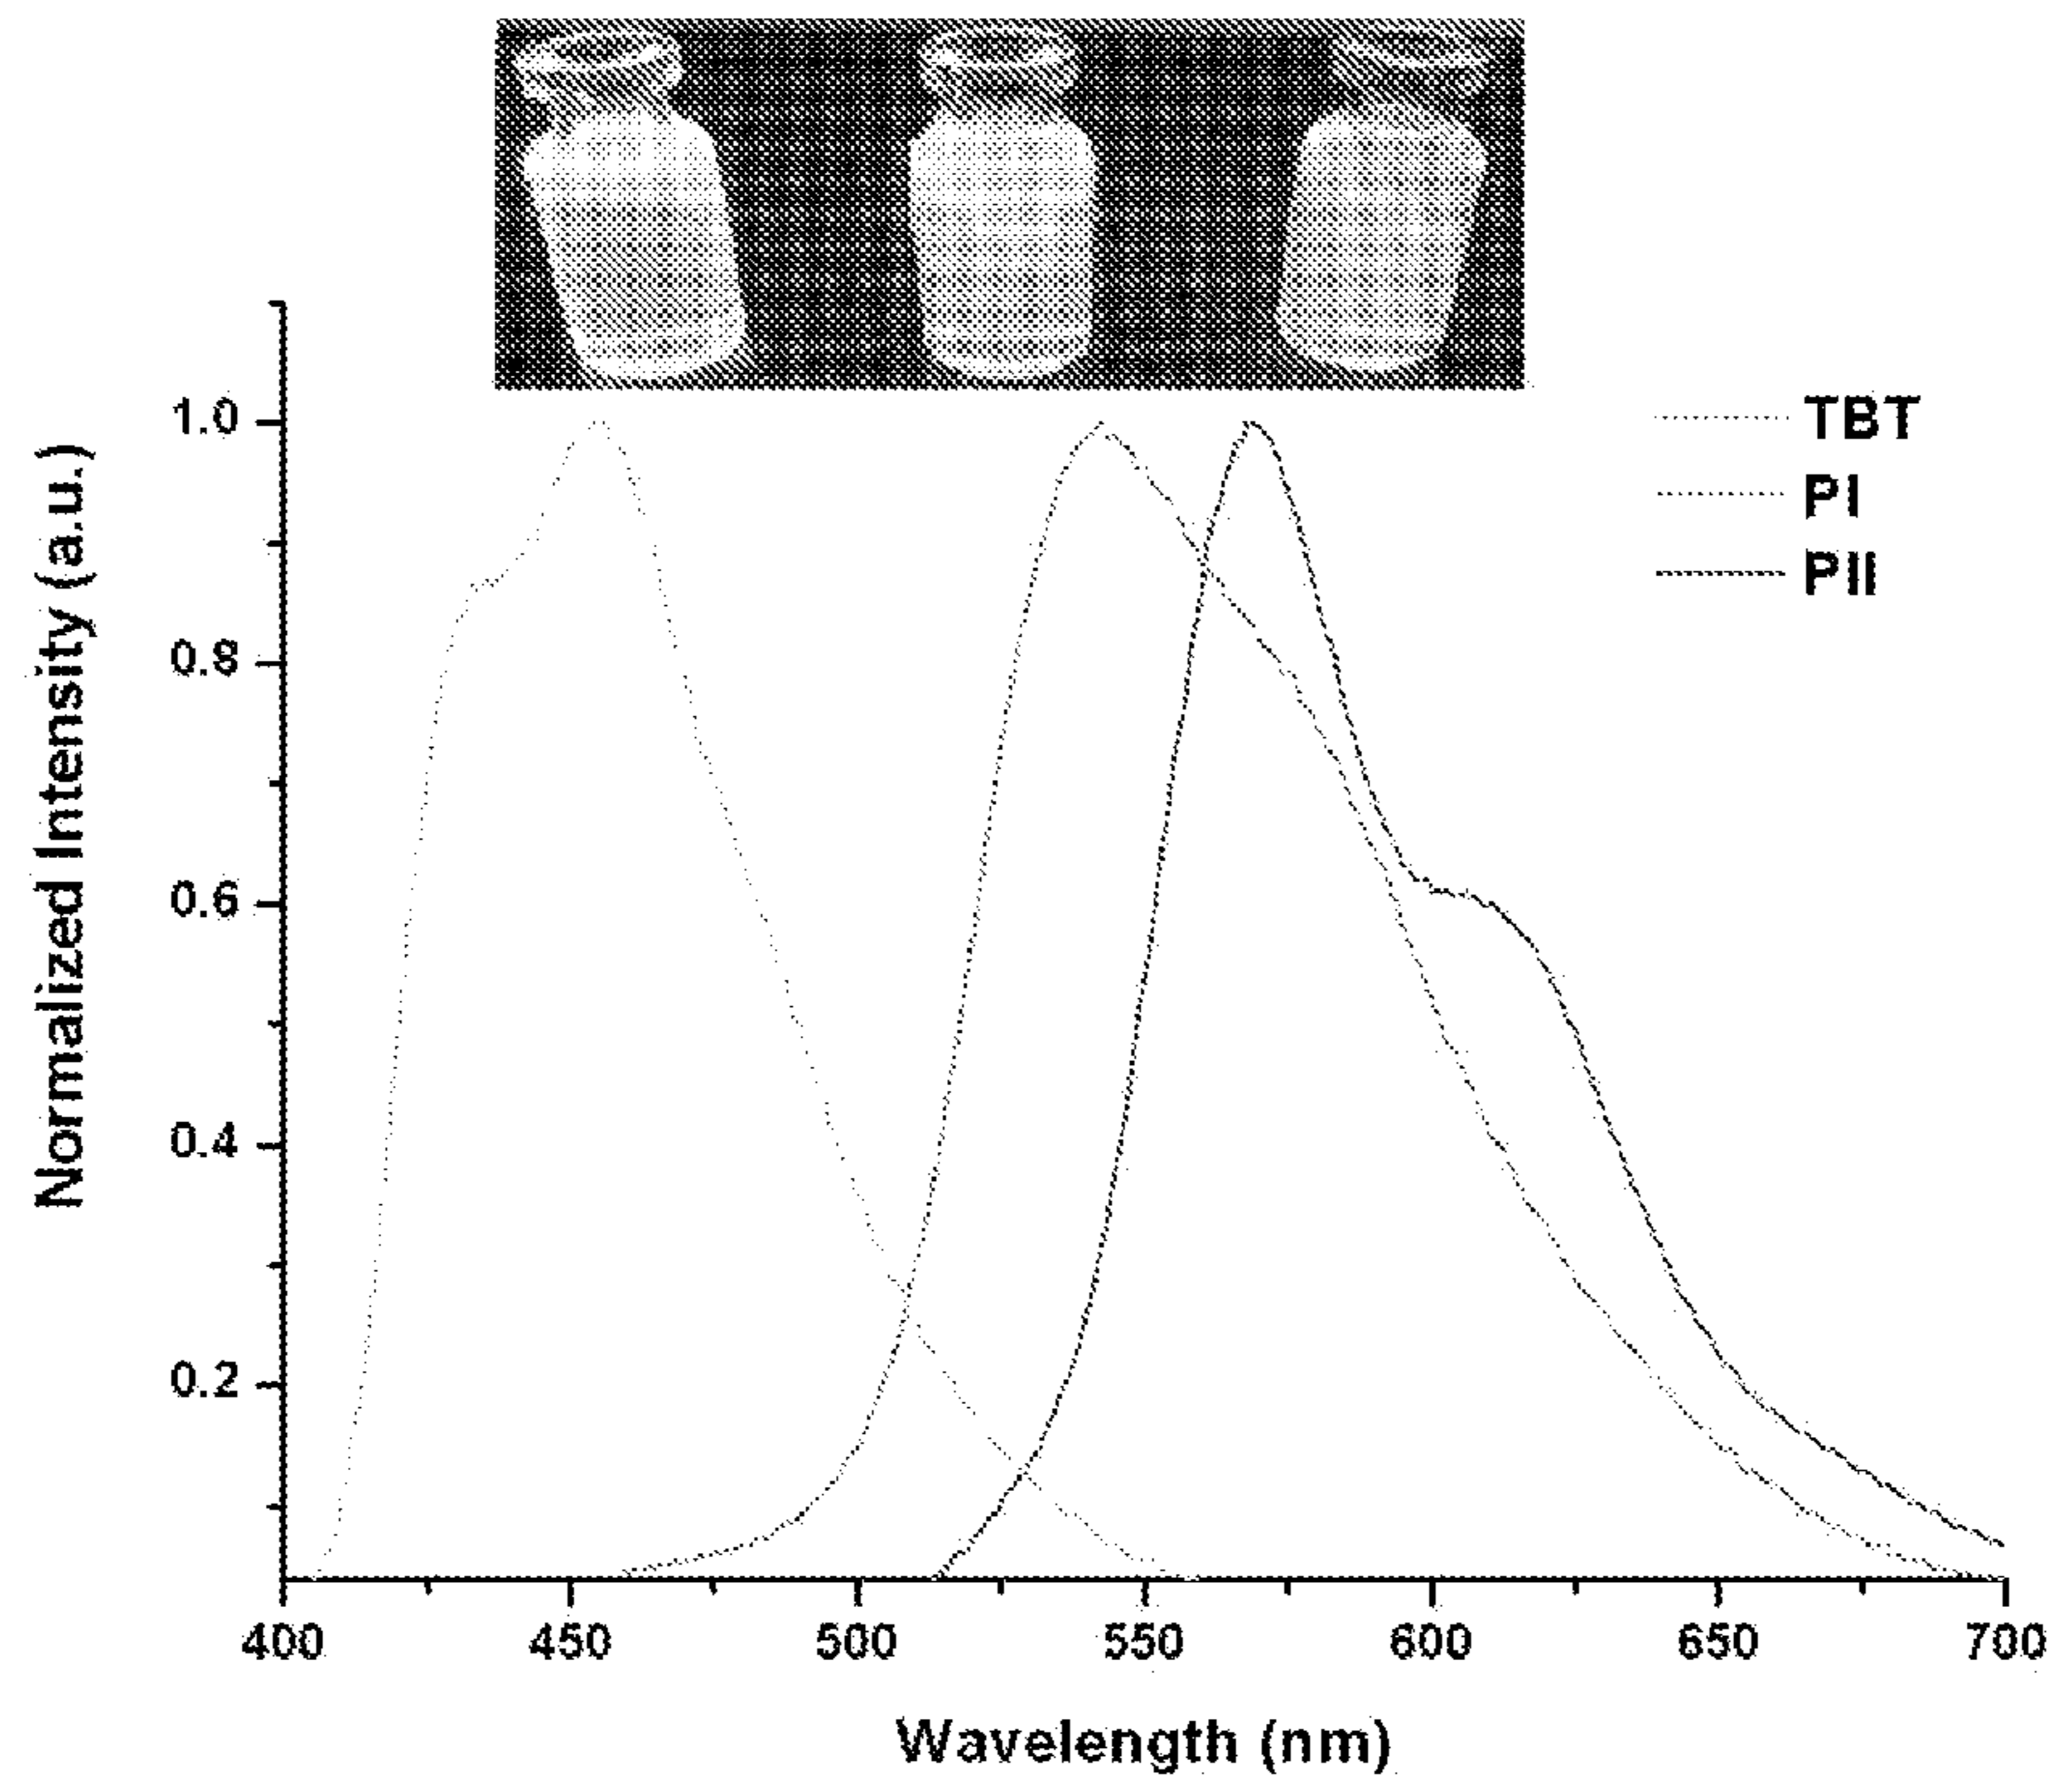 TBT
PI
PII
Normalized Intensity (a.u.)
1.0
0.8
0.6
0.4
0.2
400 450 500 550 600 650 700
Wavelength (nm)